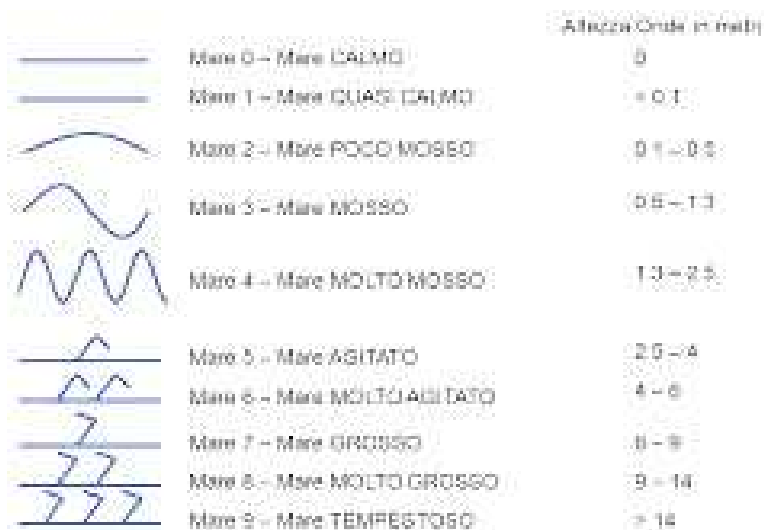 Altezza Onde in metri
Mare 0 – Mare CALMO 0
Mare 1 – Mare QUASI CALMO < 0.1
Mare 2 – Mare POCO MOSSO 0.1 – 0.5
Mare 3 – Mare MOSSO 0.5 – 1.3
Mare 4 – Mare MOLTO MOSSO 1.3 – 2.5
Mare 5 – Mare AGITATO 2.5 – 4
Mare 6 – Mare MOLTO AGITATO 4 – 6
Mare 7 – Mare GROSSO 6 – 9
Mare 8 – Mare MOLTO GROSSO 9 – 14
Mare 9 – Mare TEMPESTOSO > 14